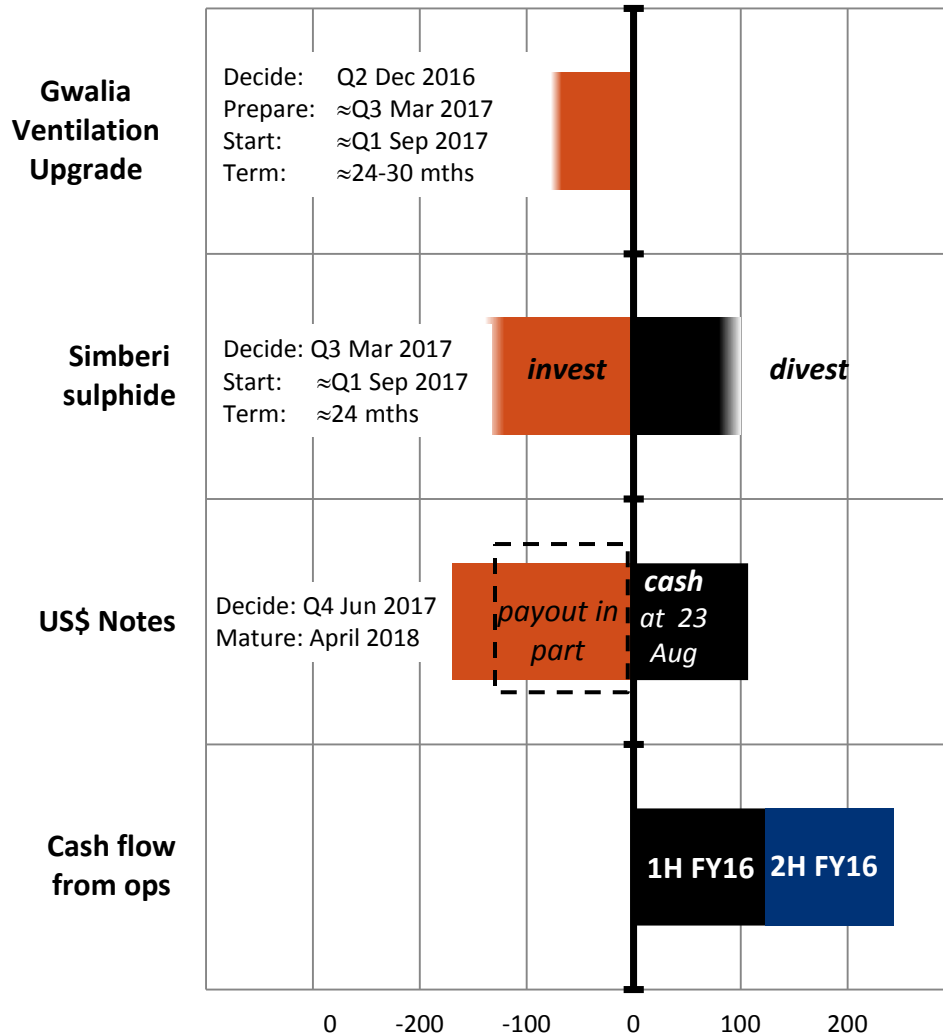 Gwalia
Ventilation
Upgrade
Decide: Q2 Dec 2016
Prepare: ≈Q3 Mar 2017
Start: ≈Q1 Sep 2017
Term: ≈24-30 mths
Simberi
sulphide
Decide: Q3 Mar 2017
Start: ≈Q1 Sep 2017
Term: ≈24 mths
invest
divest
US$ Notes
Decide: Q4 Jun 2017
Mature: April 2018
payout in
part
cash
at 23
Aug
Cash flow
from ops
1H FY16
2H FY16
0 -200 -100 0 100 200